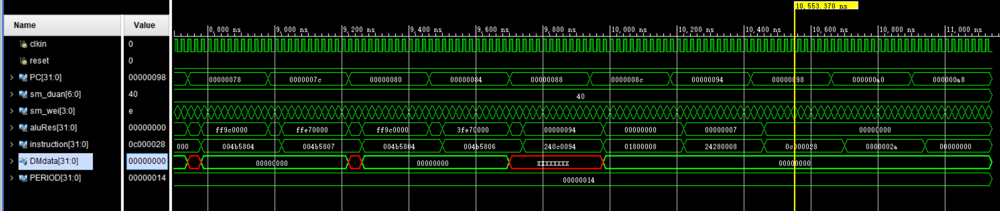 10,553.370 ns
Name Value
8,800 ns 9,000 ns 9,200 ns 9,400 ns 9,600 ns 9,800 ns 10,000 ns 10,200 ns 10,400 ns 10,600 ns 10,800 ns 11,000 ns
clkin 0
reset 0
PC[31:0] 00000098 00000078 0000007c 00000080 00000084 00000088 0000008c 00000094 00000098 000000a0 000000a8
sm_duan[6:0] 40 40
sm_wei[3:0] e
aluRes[31:0] 00000000 ff9c0000 ffe70000 ff9c0000 3fe70000 00000094 00000000 00000007 00000000
instruction[31:0] 0c000028 000 004b5804 004b5807 004b5804 004b5806 240c0094 01800008 24280008 0c000028 0800002a 00000000
DMdata[31:0] 00000000 00000000 00000000 XXXXXXXX 00000000
PERIOD[31:0] 00000014 00000014